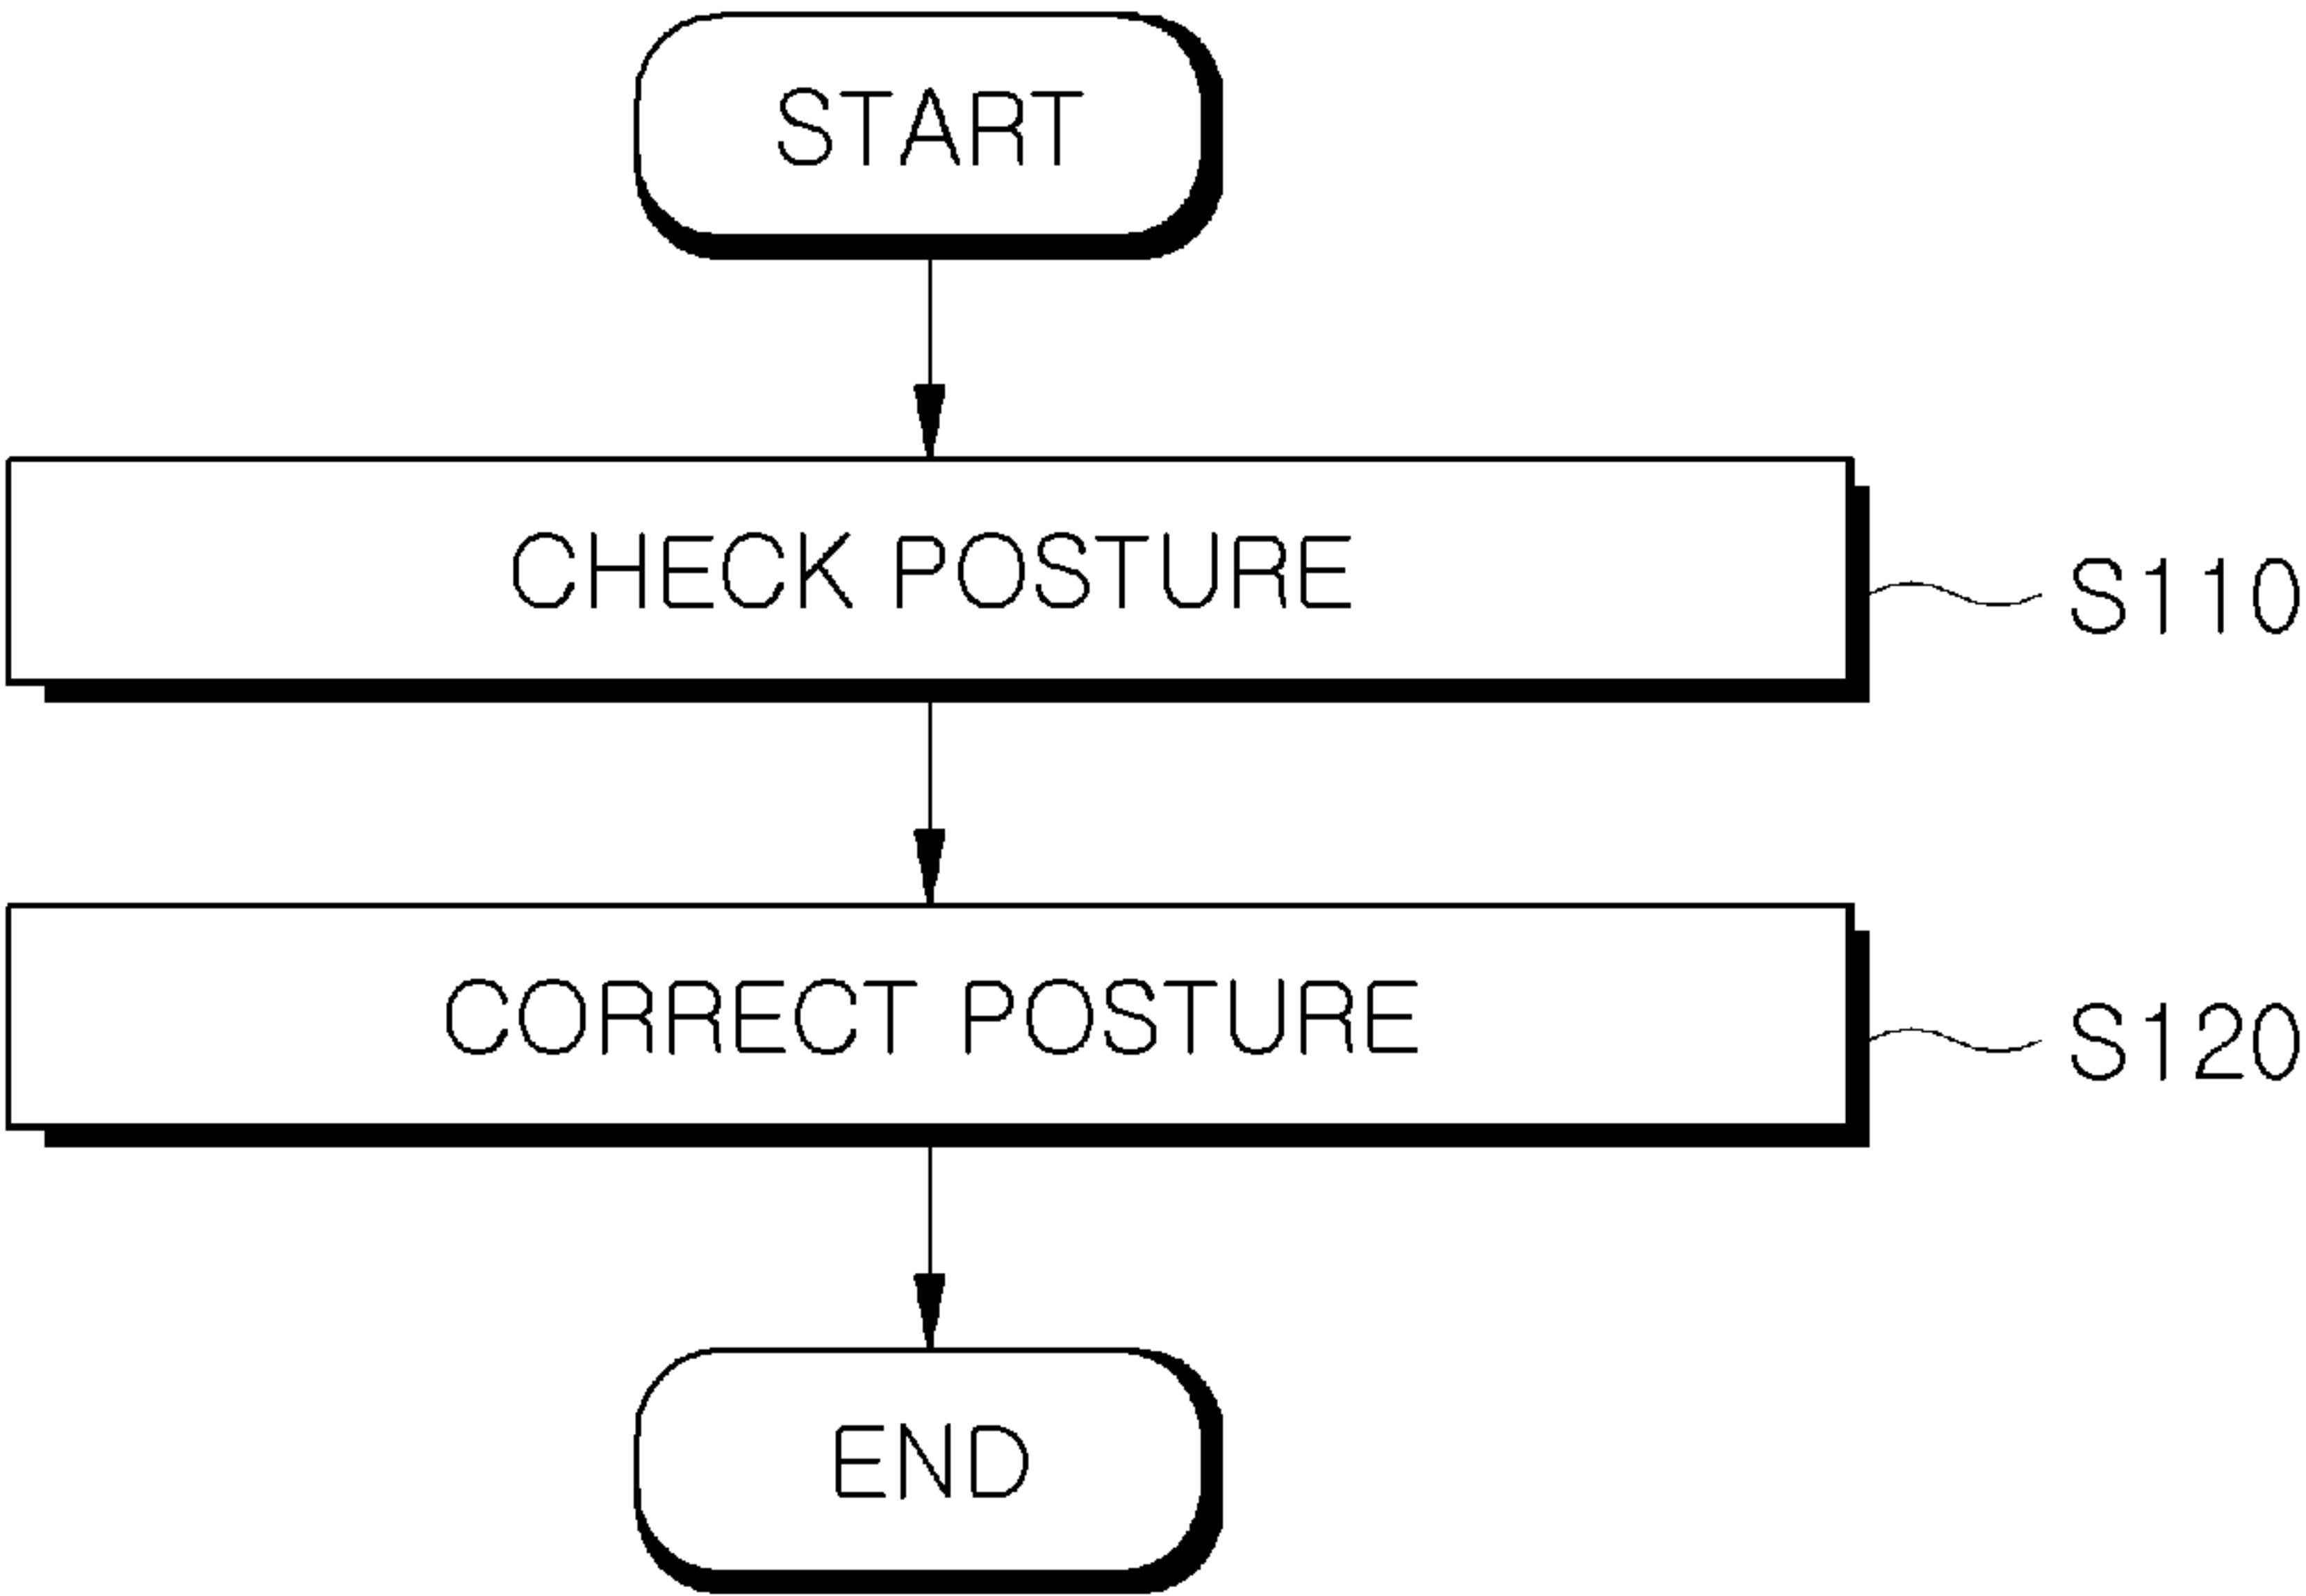 START
CHECK POSTURE
S110
CORRECT POSTURE
S120
END